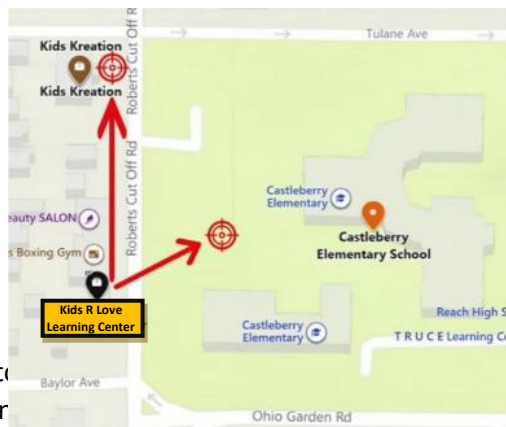 Kids Kreation
Kids Kreation
Roberts Cut Off R
Tulane Ave
Roberts Cut Off Rd
Castleberry
Elementary
eauty SALON
Castleberry
Elementary School
s Boxing Gym
Kids R Love
Learning Center
Reach High S
Castleberry
Elementary
T R U C E Learning Ce
Baylor Ave
Ohio Garden Rd